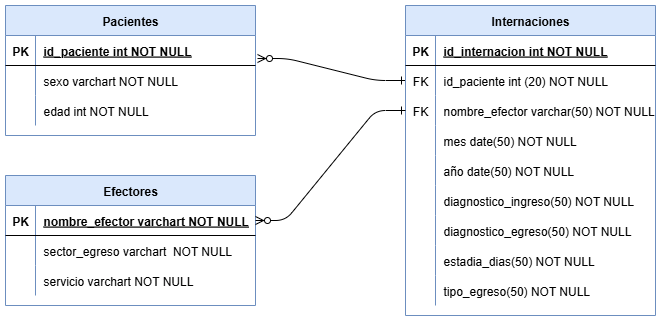 Pacientes
PK id_paciente int NOT NULL
sexo varchart NOT NULL
edad int NOT NULL
Efectores
PK nombre_efector varchart NOT NULL
sector_egreso varchart  NOT NULL
servicio varchart NOT NULL
Internaciones
PK id_internacion int NOT NULL
FK id_paciente int (20) NOT NULL
FK nombre_efector varchar(50) NOT NULL
mes date(50) NOT NULL
año date(50) NOT NULL
diagnostico_ingreso(50) NOT NULL
diagnostico_egreso(50) NOT NULL
estadia_dias(50) NOT NULL
tipo_egreso(50) NOT NULL